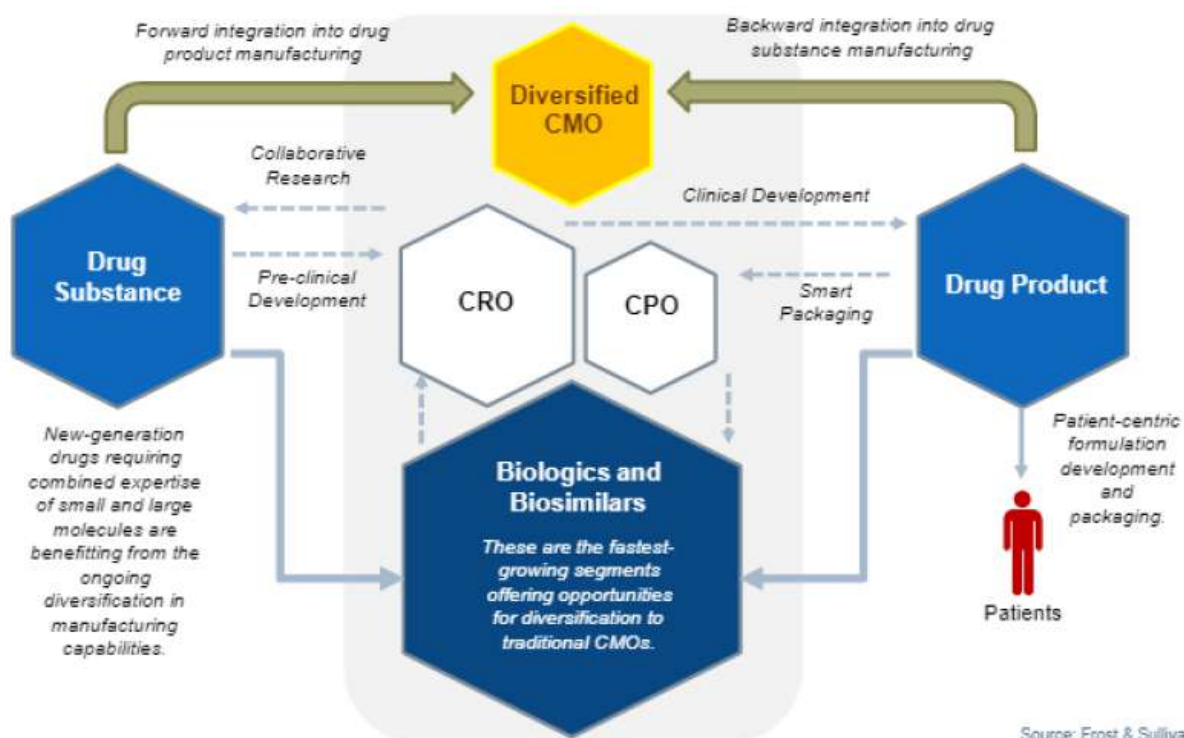 Forward integration into drug
product manufacturing
Backward integration into drug
substance manufacturing
Diversified
CMO
Collaborative
Research
Clinical Development
Drug
Substance
Pre-clinical
Development
CRO
CPO
Smart
Packaging
Drug Product
New-generation
drugs requiring
combined expertise
of small and large
molecules are
benefitting from the
ongoing
diversification in
manufacturing
capabilities.
Biologics and
Biosimilars
These are the fastest-
growing segments
offering opportunities
for diversification to
traditional CMOs.
Patient-centric
formulation
development
and
packaging.
Patients
Source: Frost & Sulliva